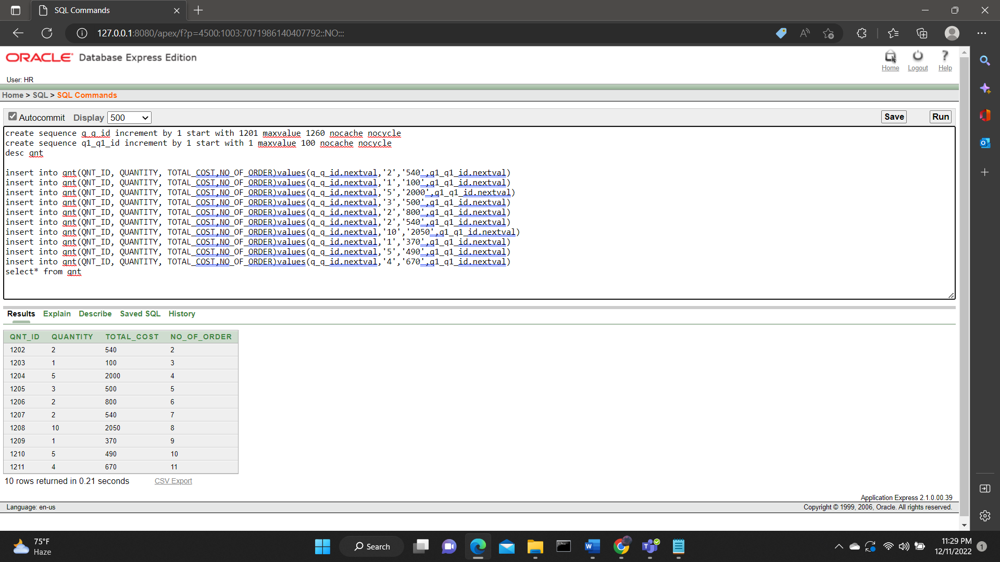 SQL Commands
127.0.0.1:8080/apex/f?p=4500:1003:7071986140407792::NO:::
ORACLE Database Express Edition
Home Logout ? Help
User: HR
Home > SQL > SQL Commands
Autocommit Display 500 Save Run
create sequence q_q_id increment by 1 start with 1201 maxvalue 1260 nocache nocycle
create sequence q1_q1_id increment by 1 start with 1 maxvalue 100 nocache nocycle
desc qnt
insert into qnt(QNT_ID, QUANTITY, TOTAL_COST,NO_OF_ORDER)values(q_q_id.nextval,'2','540',q1_q1_id.nextval)
insert into qnt(QNT_ID, QUANTITY, TOTAL_COST,NO_OF_ORDER)values(q_q_id.nextval,'1','100',q1_q1_id.nextval)
insert into qnt(QNT_ID, QUANTITY, TOTAL_COST,NO_OF_ORDER)values(q_q_id.nextval,'5','2000',q1_q1_id.nextval)
insert into qnt(QNT_ID, QUANTITY, TOTAL_COST,NO_OF_ORDER)values(q_q_id.nextval,'3','500',q1_q1_id.nextval)
insert into qnt(QNT_ID, QUANTITY, TOTAL_COST,NO_OF_ORDER)values(q_q_id.nextval,'2','800',q1_q1_id.nextval)
insert into qnt(QNT_ID, QUANTITY, TOTAL_COST,NO_OF_ORDER)values(q_q_id.nextval,'2','540',q1_q1_id.nextval)
insert into qnt(QNT_ID, QUANTITY, TOTAL_COST,NO_OF_ORDER)values(q_q_id.nextval,'10','2050',q1_q1_id.nextval)
insert into qnt(QNT_ID, QUANTITY, TOTAL_COST,NO_OF_ORDER)values(q_q_id.nextval,'1','370',q1_q1_id.nextval)
insert into qnt(QNT_ID, QUANTITY, TOTAL_COST,NO_OF_ORDER)values(q_q_id.nextval,'5','490',q1_q1_id.nextval)
insert into qnt(QNT_ID, QUANTITY, TOTAL_COST,NO_OF_ORDER)values(q_q_id.nextval,'4','670',q1_q1_id.nextval)
select* from qnt
Results Explain Describe Saved SQL History
QNT_ID QUANTITY TOTAL_COST NO_OF_ORDER
1202 2 540 2
1203 1 100 3
1204 5 2000 4
1205 3 500 5
1206 2 800 6
1207 2 540 7
1208 10 2050 8
1209 1 370 9
1210 5 490 10
1211 4 670 11
10 rows returned in 0.21 seconds CSV Export
Application Express 2.1.0.00.39
Language: en-us Copyright © 1999, 2006, Oracle. All rights reserved.
75°F
Haze
Search
11:29 PM
12/11/2022
1